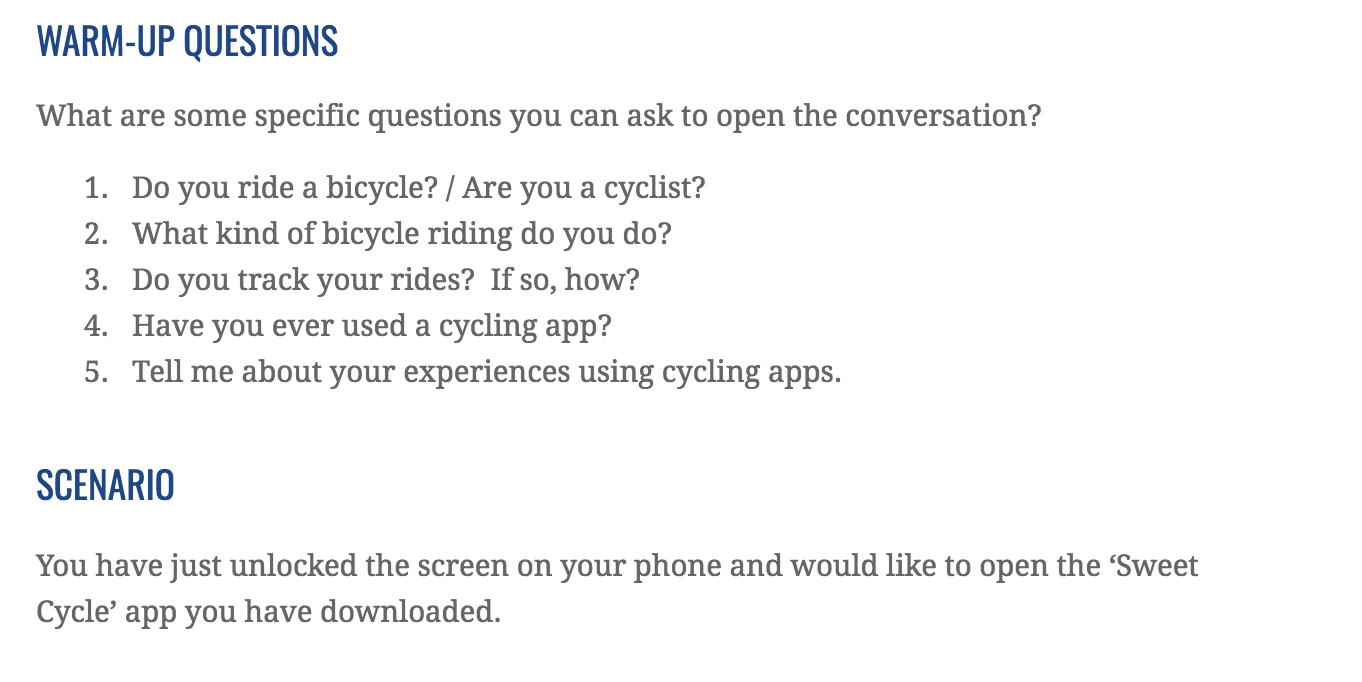 WARM-UP QUESTIONS
What are some specific questions you can ask to open the conversation?
1. Do you ride a bicycle? / Are you a cyclist?
2. What kind of bicycle riding do you do?
3. Do you track your rides?  If so, how?
4. Have you ever used a cycling app?
5. Tell me about your experiences using cycling apps.
SCENARIO
You have just unlocked the screen on your phone and would like to open the ‘Sweet
Cycle’ app you have downloaded.